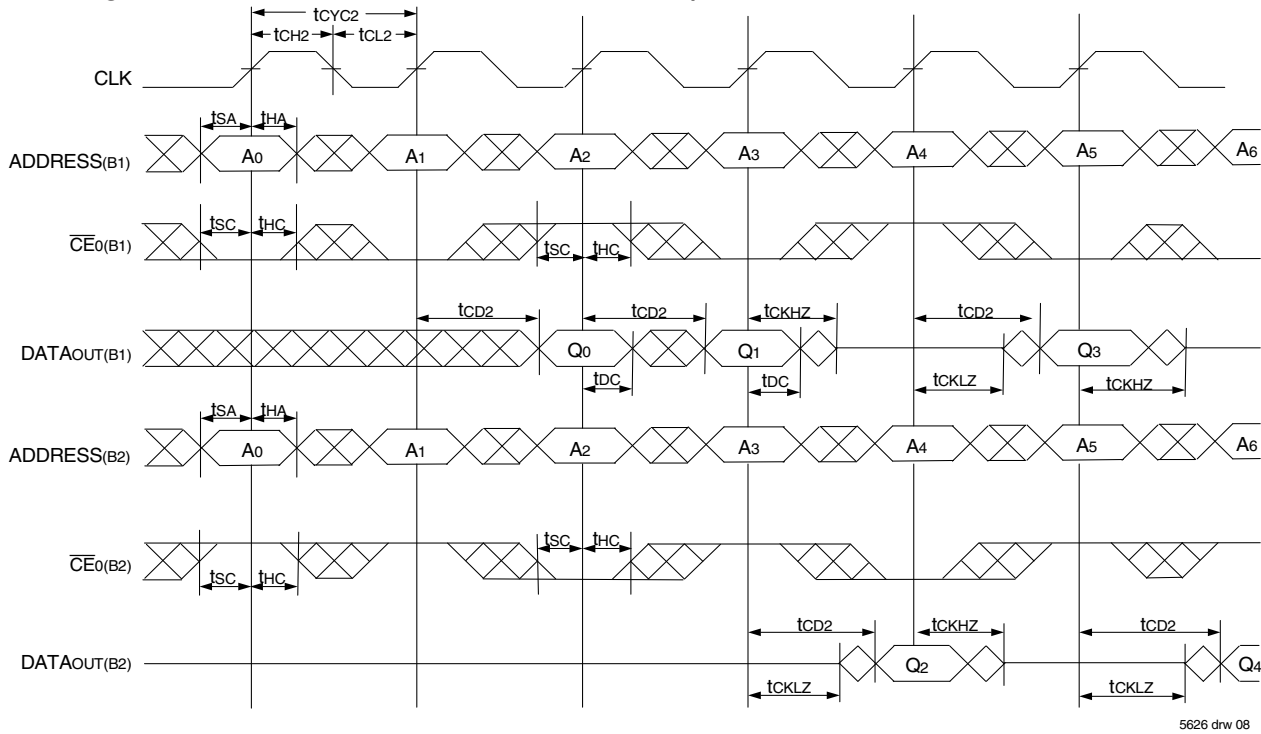 tCYC2
tCH2 tCL2
CLK
tSA tHA
ADDRESS(B1) A0 A1 A2 A3 A4 A5 A6
tSC tHC
CE0(B1) tSC tHC
tCD2 tCD2 tCKHZ tCD2
DATAOUT(B1) Q0 Q1 Q3
tDC tDC tCKLZ tCKHZ
tSA tHA
ADDRESS(B2) A0 A1 A2 A3 A4 A5 A6
tSC tHC
CE0(B2)
tSC tHC
tCD2 tCKHZ tCD2
DATAOUT(B2) Q2 Q4
tCKLZ tCKLZ
5626 drw 08